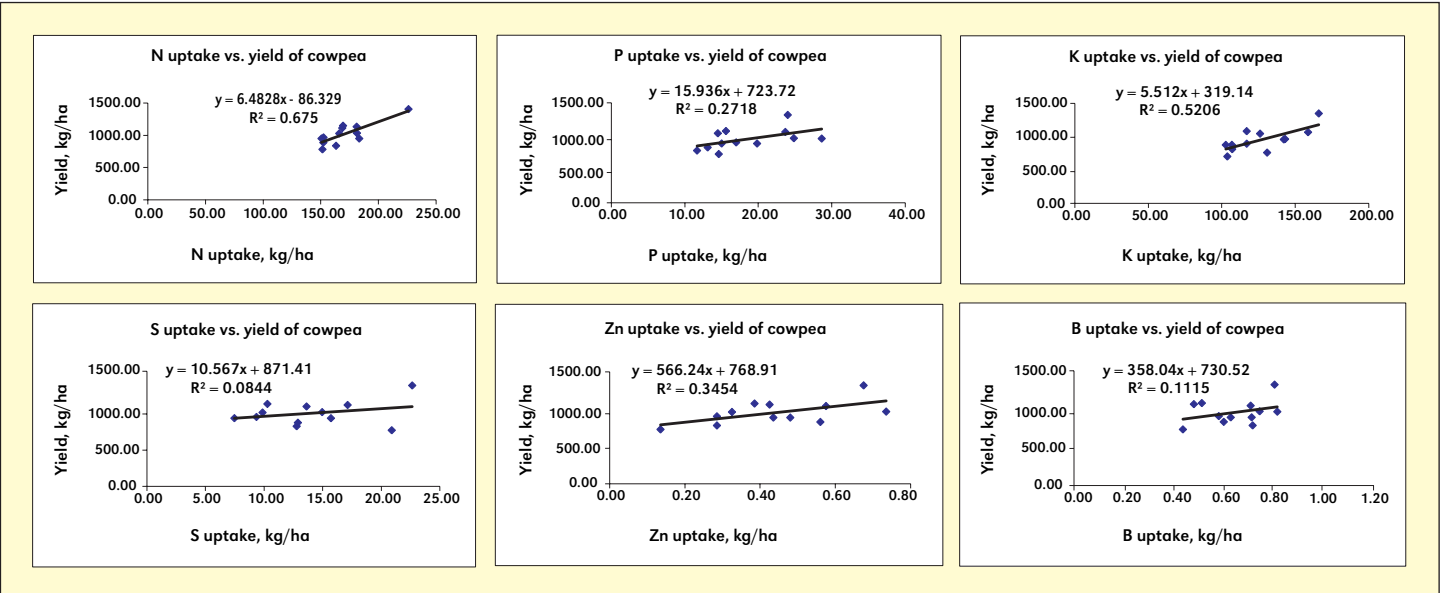 N uptake vs. yield of cowpea
y = 6.4828x - 86.329
R² = 0.675
1500.00
1000.00
500.00
0.00
Yield, kg/ha
0.00 50.00 100.00 150.00 200.00 250.00
N uptake, kg/ha
P uptake vs. yield of cowpea
y = 15.936x + 723.72
R² = 0.2718
1500.00
1000.00
500.00
0.00
Yield, kg/ha
0.00 10.00 20.00 30.00 40.00
P uptake, kg/ha
K uptake vs. yield of cowpea
y = 5.512x + 319.14
R² = 0.5206
1500.00
1000.00
500.00
0.00
Yield, kg/ha
0.00 50.00 100.00 150.00 200.00
K uptake, kg/ha
S uptake vs. yield of cowpea
y = 10.567x + 871.41
R² = 0.0844
1500.00
1000.00
500.00
0.00
Yield, kg/ha
0.00 5.00 10.00 15.00 20.00 25.00
S uptake, kg/ha
Zn uptake vs. yield of cowpea
y = 566.24x + 768.91
R² = 0.3454
1500.00
1000.00
500.00
0.00
Yield, kg/ha
0.00 0.20 0.40 0.60 0.80
Zn uptake, kg/ha
B uptake vs. yield of cowpea
y = 358.04x + 730.52
R² = 0.1115
1500.00
1000.00
500.00
0.00
Yield, kg/ha
0.00 0.20 0.40 0.60 0.80 1.00 1.20
B uptake, kg/ha